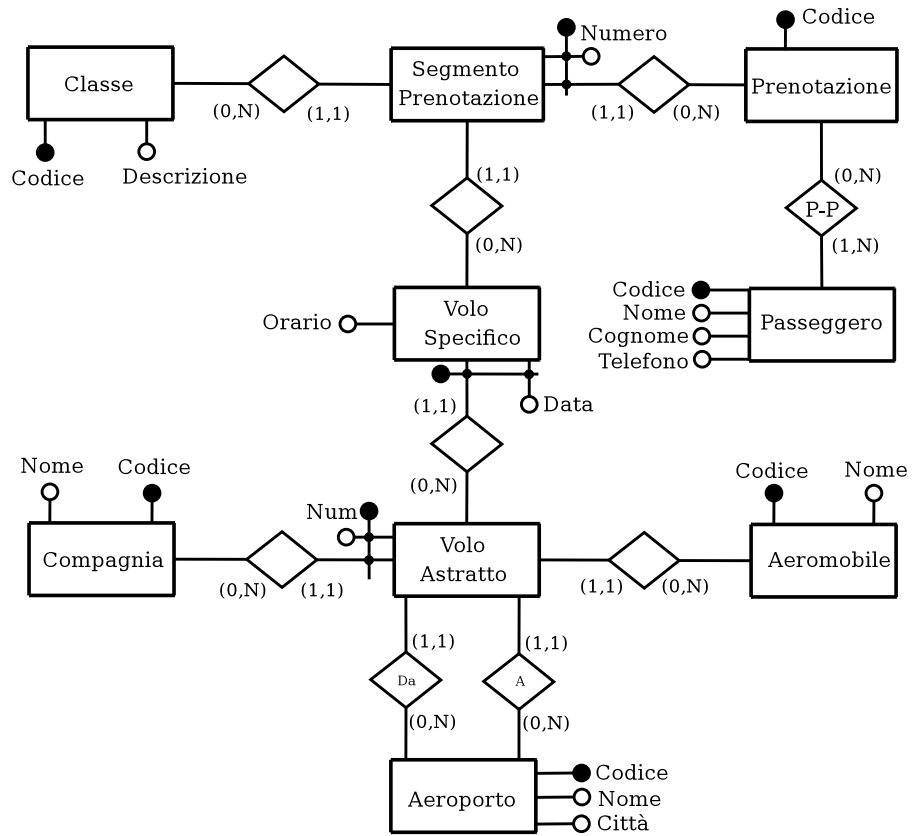 Codice
Numero
Classe
Segmento
Prenotazione
Prenotazione
(0,N)
(1,1)
(1,1)
(0,N)
Codice
Descrizione
(1,1)
(0,N)
P-P
(0,N)
(1,N)
Codice
Nome
Cognome
Telefono
Passeggero
Orario
Volo
Specifico
(1,1)
Data
Nome
Codice
(0,N)
Codice
Nome
Num
Compagnia
Volo
Astratto
Aeromobile
(0,N)
(1,1)
(1,1)
(0,N)
(1,1)
(1,1)
Da
A
(0,N)
(0,N)
Aeroporto
Codice
Nome
Città